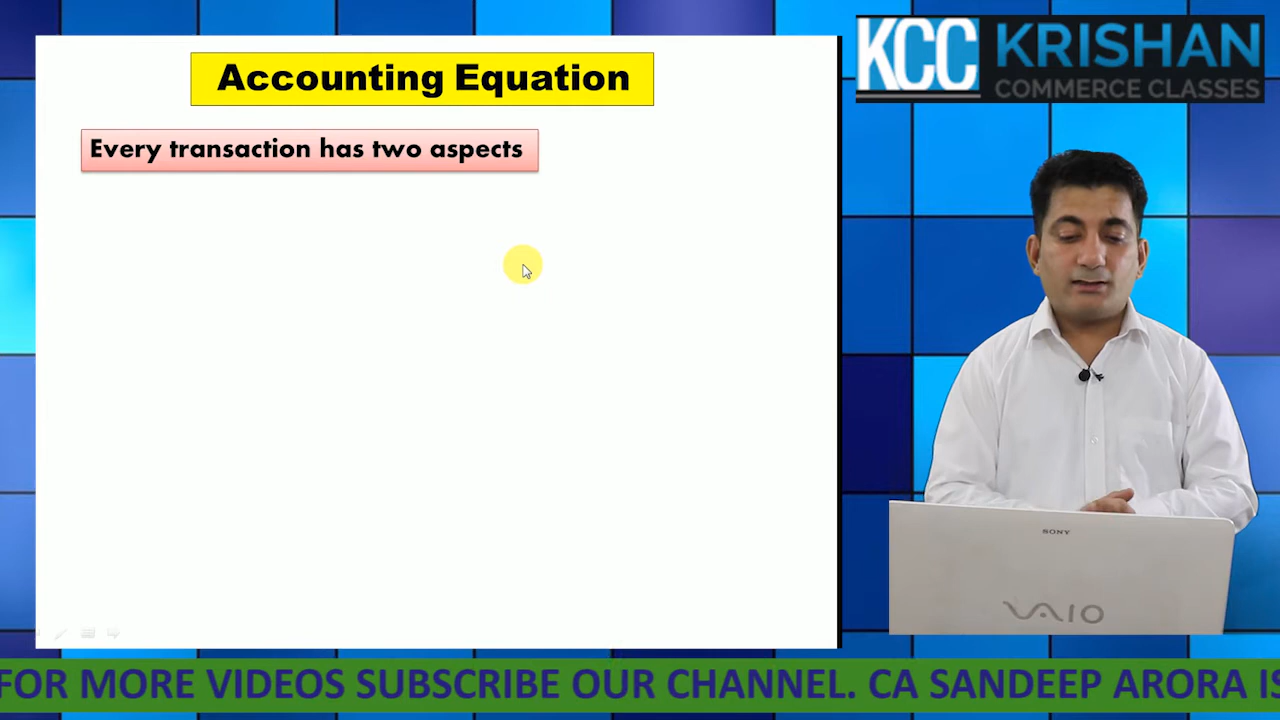 Accounting Equation
Every transaction has two aspects
KCC KRISHAN
COMMERCE CLASSES
SONY
VAIO
FOR MORE VIDEOS SUBSCRIBE OUR CHANNEL. CA SANDEEP ARORA IS